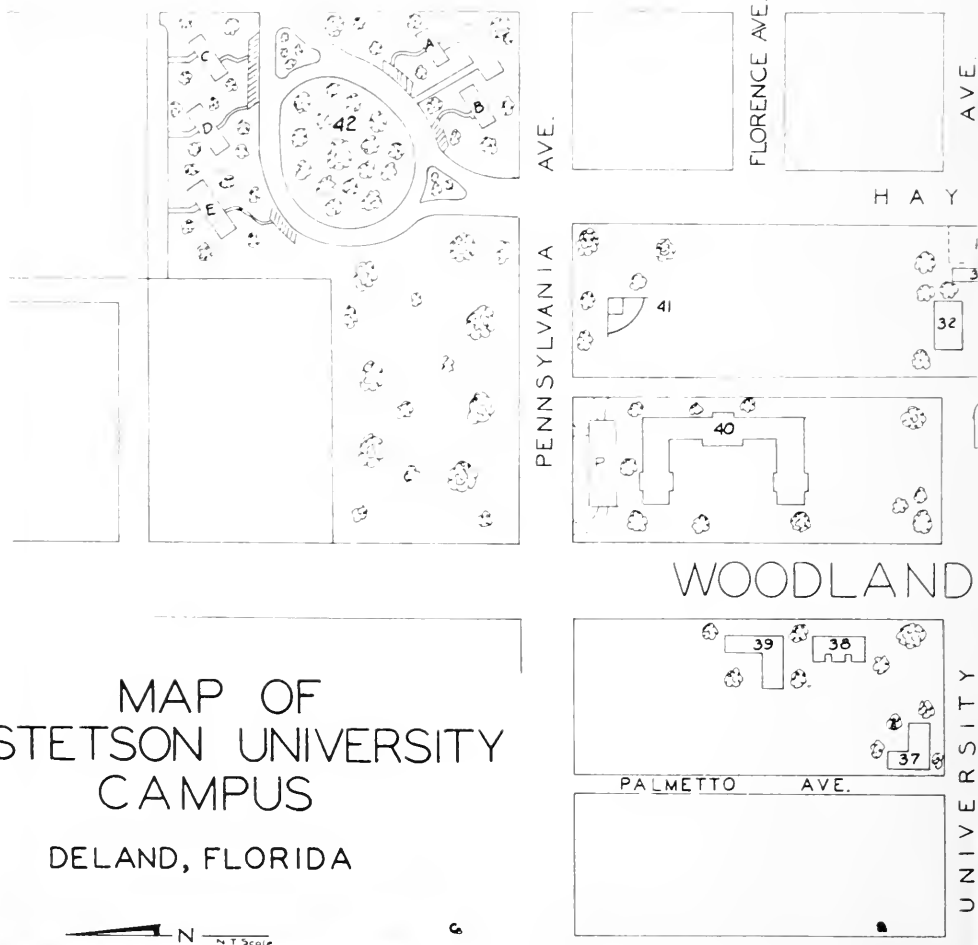 FLORENCE AVE.
AVE.
C
A
D
B
42
E
PENNSYLVANIA AVE.
HAY
41
32
40
P
WOODLAND
39
38
37
MAP OF
STETSON UNIVERSITY
CAMPUS
DELAND, FLORIDA
PALMETTO AVE.
UNIVERSITY
N
N T Scale